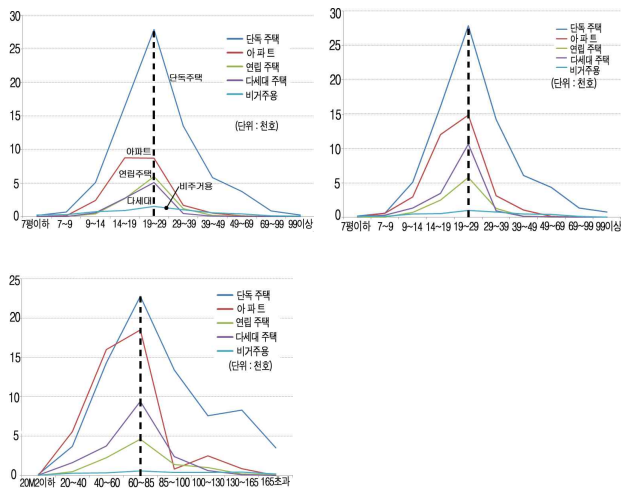 30
25
20
15
10
5
0
단독 주택
아 파 트
연립 주택
다세대 주택
비거주용
(단위 : 천호)
단독주택
아파트
연립주택
비주거용
다세대
7평이하 7~9 9~14 14~19 19~29 29~39 39~49 49~69 69~99 99이상
30
25
20
15
10
5
0
단독 주택
아 파 트
연립 주택
다세대 주택
비거주용
(단위 : 천호)
7평이하 7~9 9~14 14~19 19~29 29~39 39~49 49~69 69~99 99이상
25
20
15
10
5
0
단독 주택
아 파 트
연립 주택
다세대 주택
비거주용
(단위 : 천호)
20M2이하 20~40 40~60 60~85 85~100 100~130 130~165 165초과